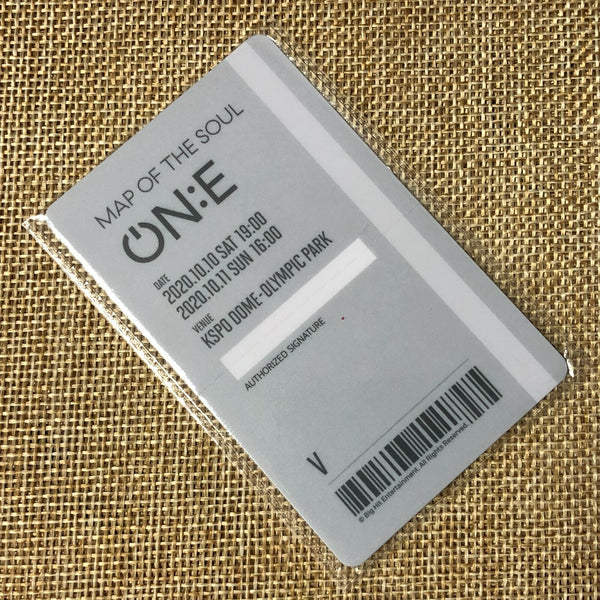 MAP OF THE SOUL
ON:E
DATE
2020.10.10 SAT 19:00
2020.10.11 SUN 16:00
VENUE
KSPO DOME-OLYMPIC PARK
AUTHORIZED SIGNATURE
V
© Big Hit Entertainment. All Rights Reserved.